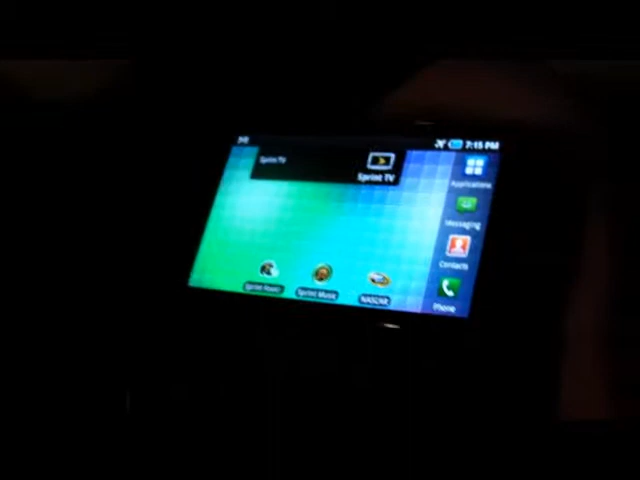 7:15 PM
Sprint TV
Sprint TV
Applications
Messaging
Contacts
Sprint Music
NASCAR
Phone